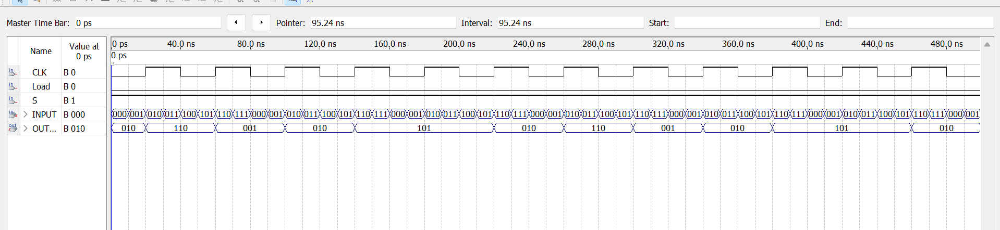 Master Time Bar: 0 ps Pointer: 95.24 ns Interval: 95.24 ns Start: End:
Name Value at 0 ps
0 ps 40.0 ns 80.0 ns 120.0 ns 160.0 ns 200.0 ns 240.0 ns 280.0 ns 320.0 ns 360.0 ns 400.0 ns 440.0 ns 480.0 ns
0 ps
in CLK B 0
in Load B 0
in S B 1
in INPUT B 000 000 001 010 011 100 101 110 111 000 001 010 011 100 101 110 111 000 001 010 011 100 101 110 111 000 001 010 011 100 101 110 111 000 001 010 011 100 101 110 111 000 001 010 011 100 101 110 111 000 001
out OUT... B 010 010 110 001 010 101 010 110 001 010 101 010